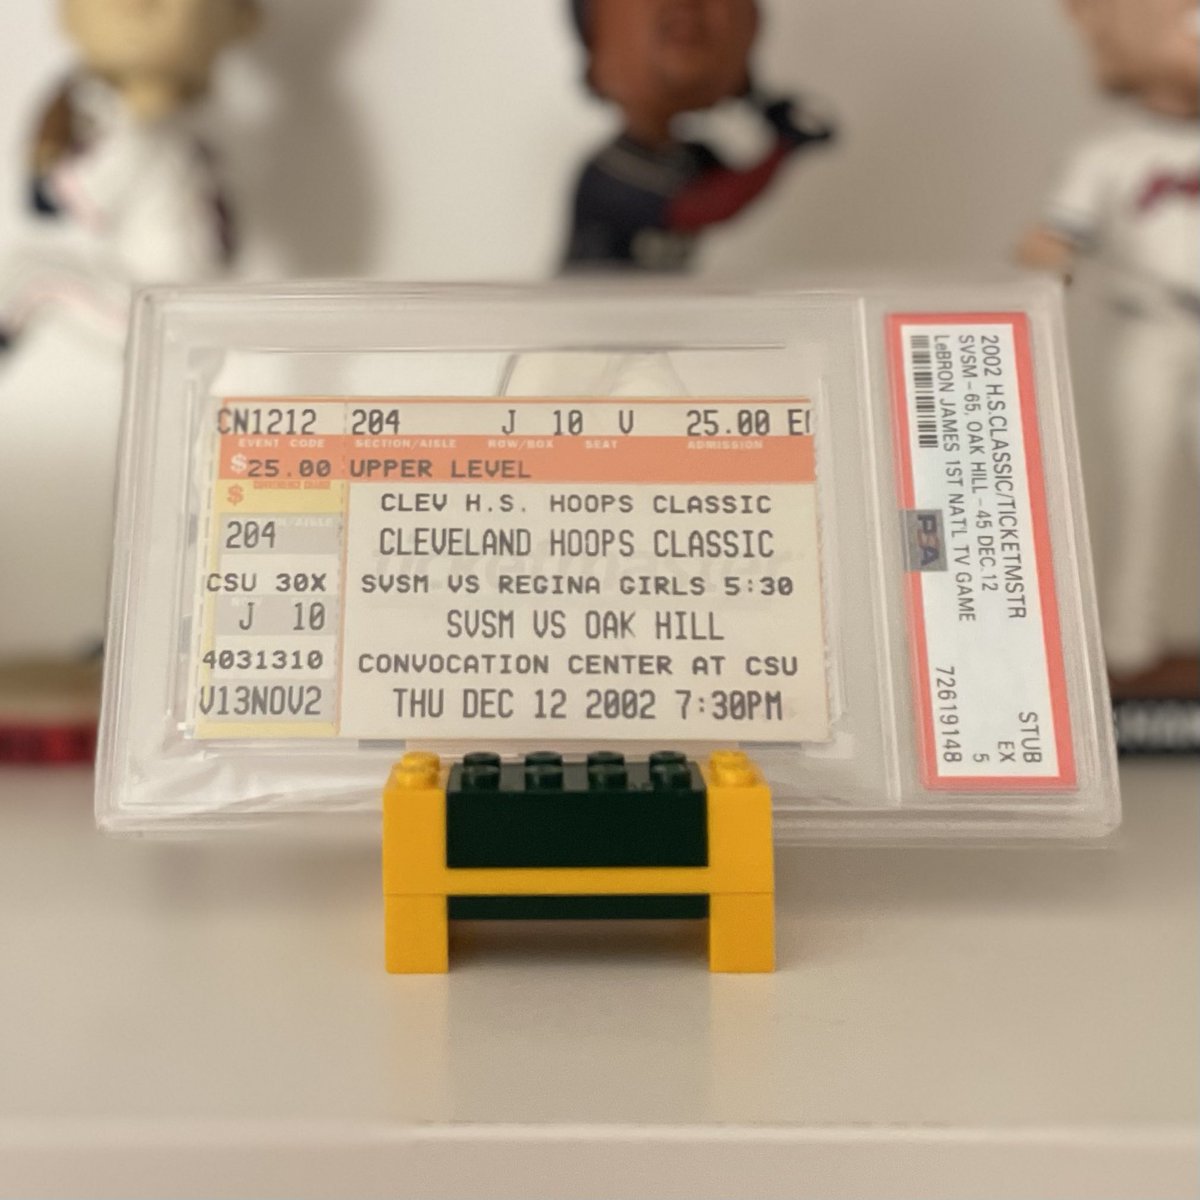 CN1212 204 J 10 V 25.00
EVENT CODE SECTION/AISLE ROW/BOX SEAT ADMISSION
$25.00 UPPER LEVEL
CONVENIENCE CHARGE
$
CLEV H.S. HOOPS CLASSIC
204
CLEVELAND HOOPS CLASSIC
CSU 30X
SVSM VS REGINA GIRLS 5:30
J 10
SVSM VS OAK HILL
4031310
CONVOCATION CENTER AT CSU
V13NOV2
THU DEC 12 2002 7:30PM
2002 H.S.CLASSIC/TICKETMSTR STUB
SVSM-65, OAK HILL-45 DEC.12 EX 5
LeBRON JAMES 1ST NAT'L TV GAME 72619148
PSA